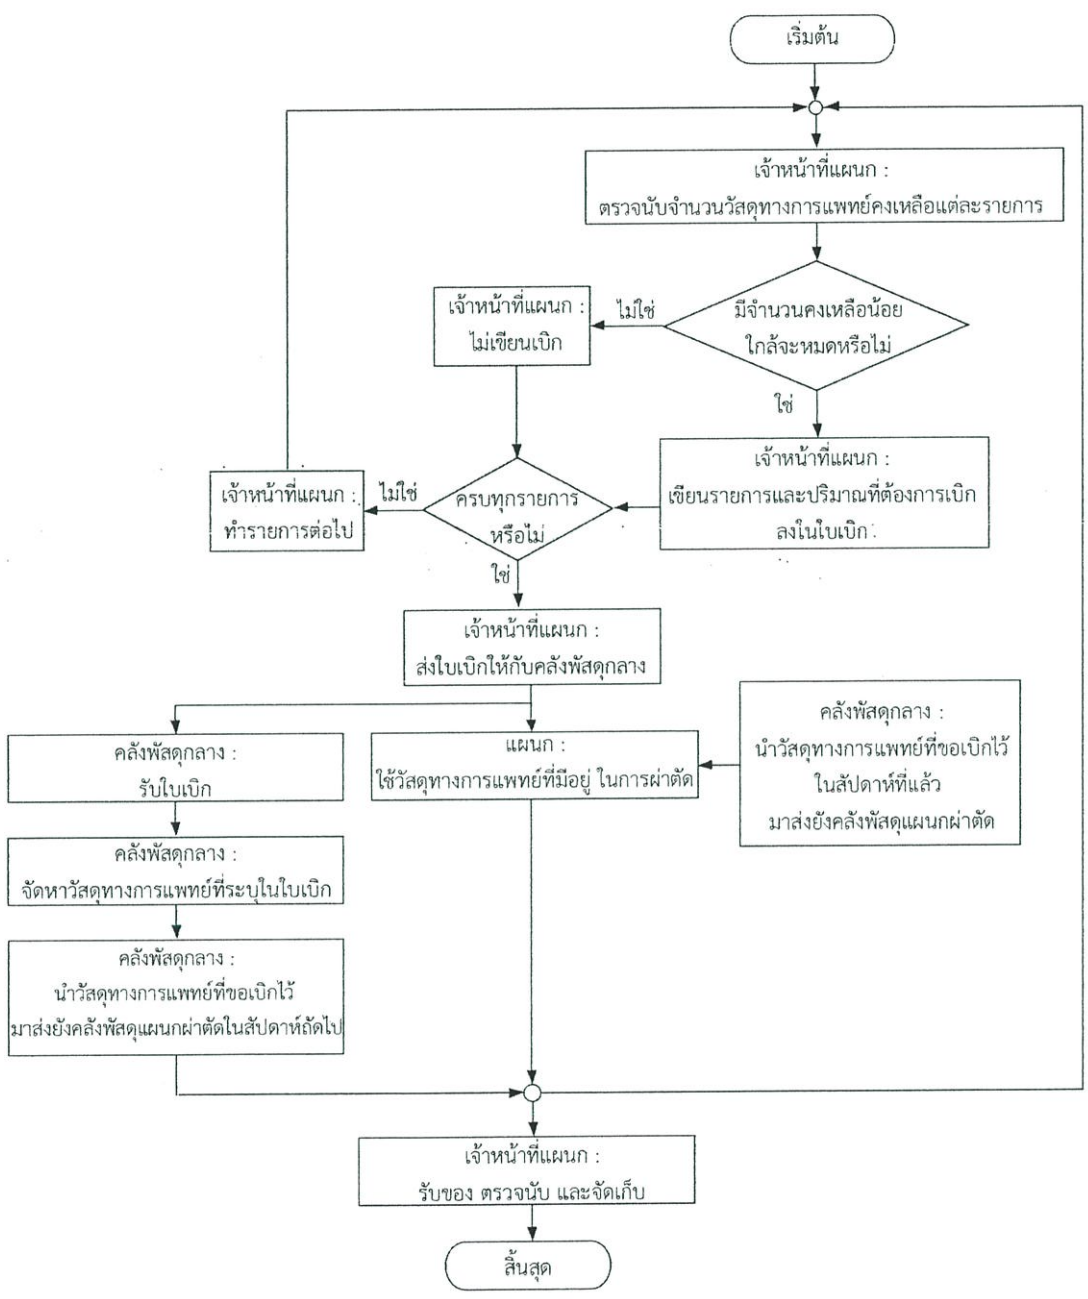 เริ่มต้น
เจ้าหน้าที่แผนก :
ตรวจนับจำนวนวัสดุทางการแพทย์คงเหลือแต่ละรายการ
มีจำนวนคงเหลือน้อย
ใกล้จะหมดหรือไม่
ไม่ใช่
เจ้าหน้าที่แผนก :
ไม่เขียนเบิก
ใช่
เจ้าหน้าที่แผนก :
เขียนรายการและปริมาณที่ต้องการเบิก
ลงในใบเบิก
ครบทุกรายการ
หรือไม่
ไม่ใช่
เจ้าหน้าที่แผนก :
ทำรายการต่อไป
ใช่
เจ้าหน้าที่แผนก :
ส่งใบเบิกให้กับคลังพัสดุกลาง
คลังพัสดุกลาง :
รับใบเบิก
แผนก :
ใช้วัสดุทางการแพทย์ที่มีอยู่ ในการผ่าตัด
คลังพัสดุกลาง :
นำวัสดุทางการแพทย์ที่ขอเบิกไว้
ในสัปดาห์ที่แล้ว
มาส่งยังคลังพัสดุแผนกผ่าตัด
คลังพัสดุกลาง :
จัดหาวัสดุทางการแพทย์ที่ระบุในใบเบิก
คลังพัสดุกลาง :
นำวัสดุทางการแพทย์ที่ขอเบิกไว้
มาส่งยังคลังพัสดุแผนกผ่าตัดในสัปดาห์ถัดไป
เจ้าหน้าที่แผนก :
รับของ ตรวจนับ และจัดเก็บ
สิ้นสุด